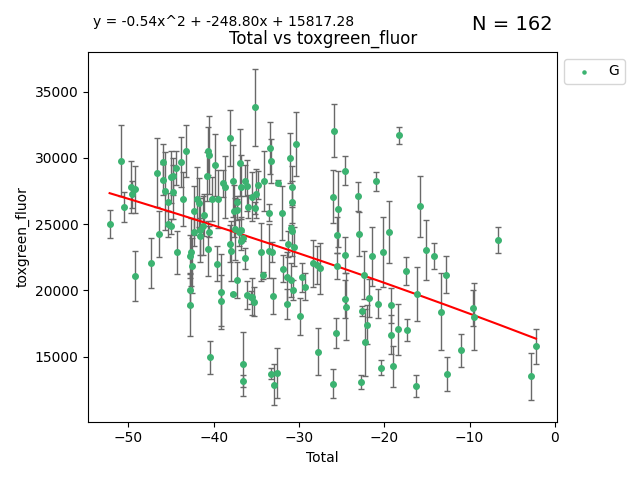 y = -0.54x^2 + -248.80x + 15817.28
N = 162
Total vs toxgreen_fluor
G
toxgreen_fluor
35000
30000
25000
20000
15000
−50 −40 −30 −20 −10 0
Total